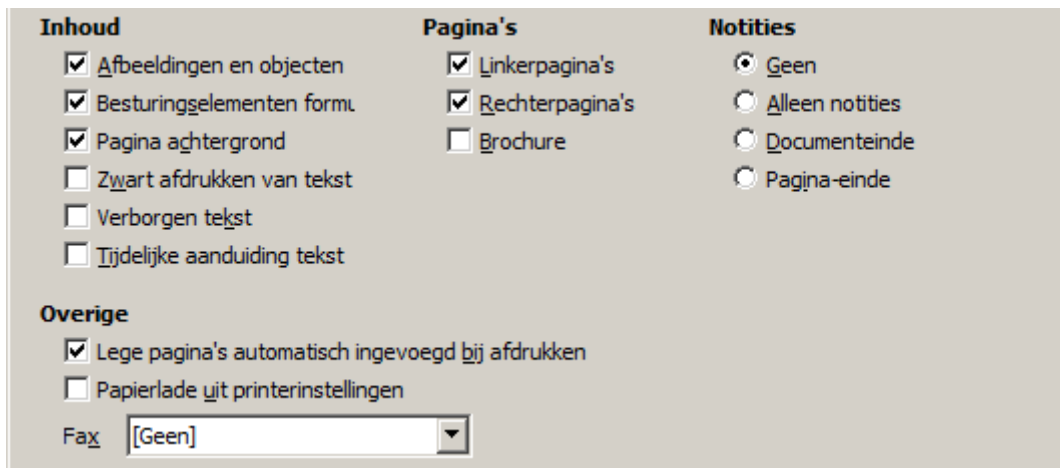 Inhoud
Afbeeldingen en objecten
Besturingselementen formu
Pagina achtergrond
Zwart afdrukken van tekst
Verborgen tekst
Tijdelijke aanduiding tekst
Pagina's
Linkerpagina's
Rechterpagina's
Brochure
Notities
Geen
Alleen notities
Documenteinde
Pagina-einde
Overige
Lege pagina's automatisch ingevoegd bij afdrukken
Papierlade uit printerinstellingen
Fax [Geen]